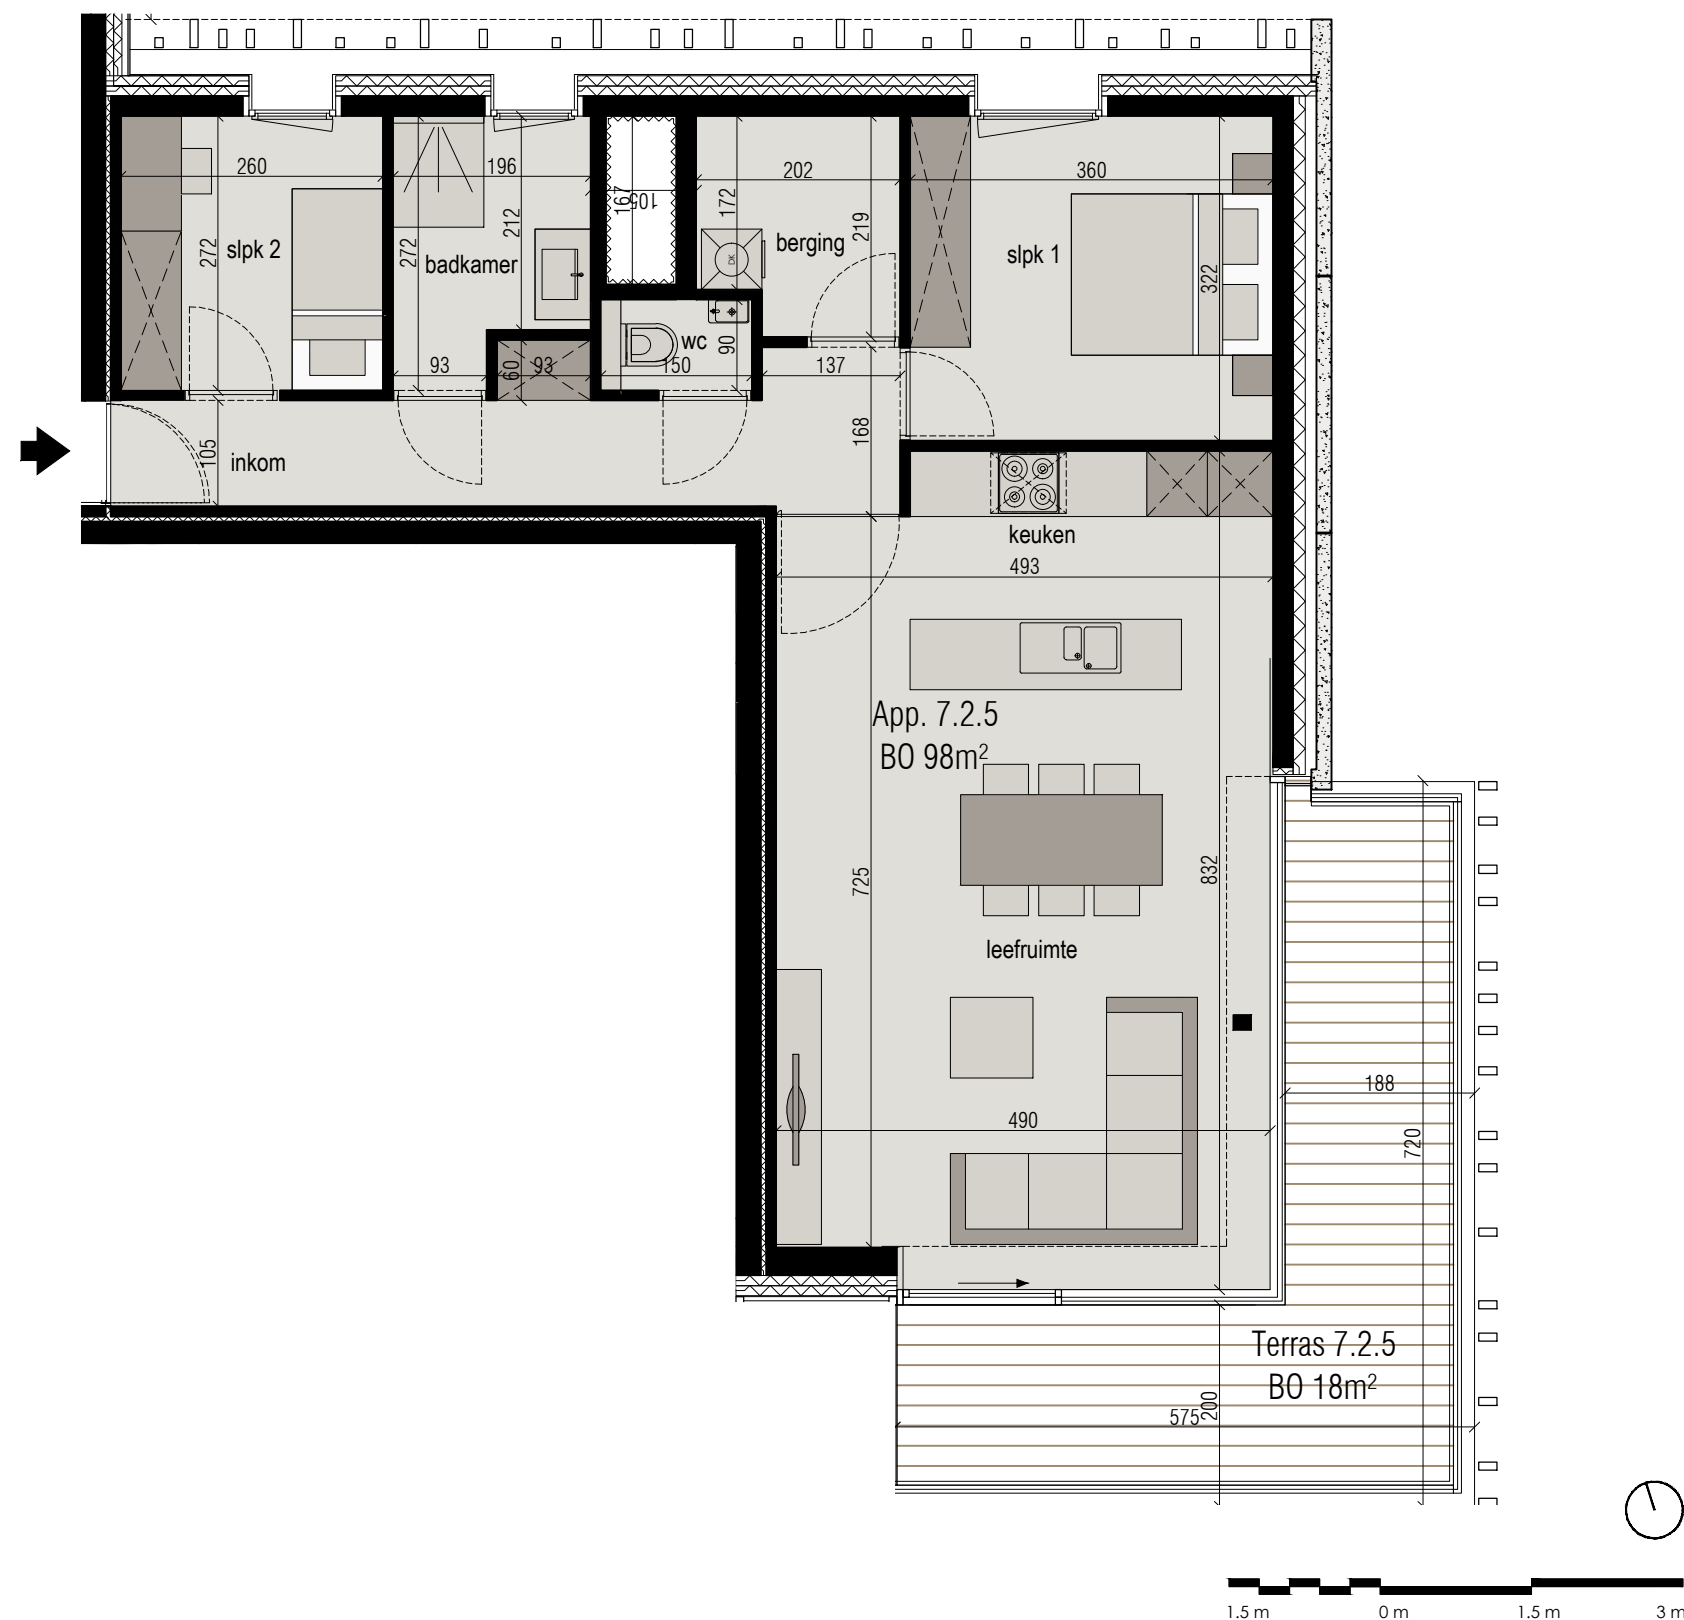 260
196
202
360
167
105
172
219
212
272
272
slpk 2
badkamer
berging
slpk 1
322
DK
wc
90
93
60
93
150
137
168
105
inkom
keuken
493
App. 7.2.5
BO 98m²
725
832
leefruimte
188
490
720
Terras 7.2.5
BO 18m²
200
575
1.5 m
0 m
1.5 m
3 m